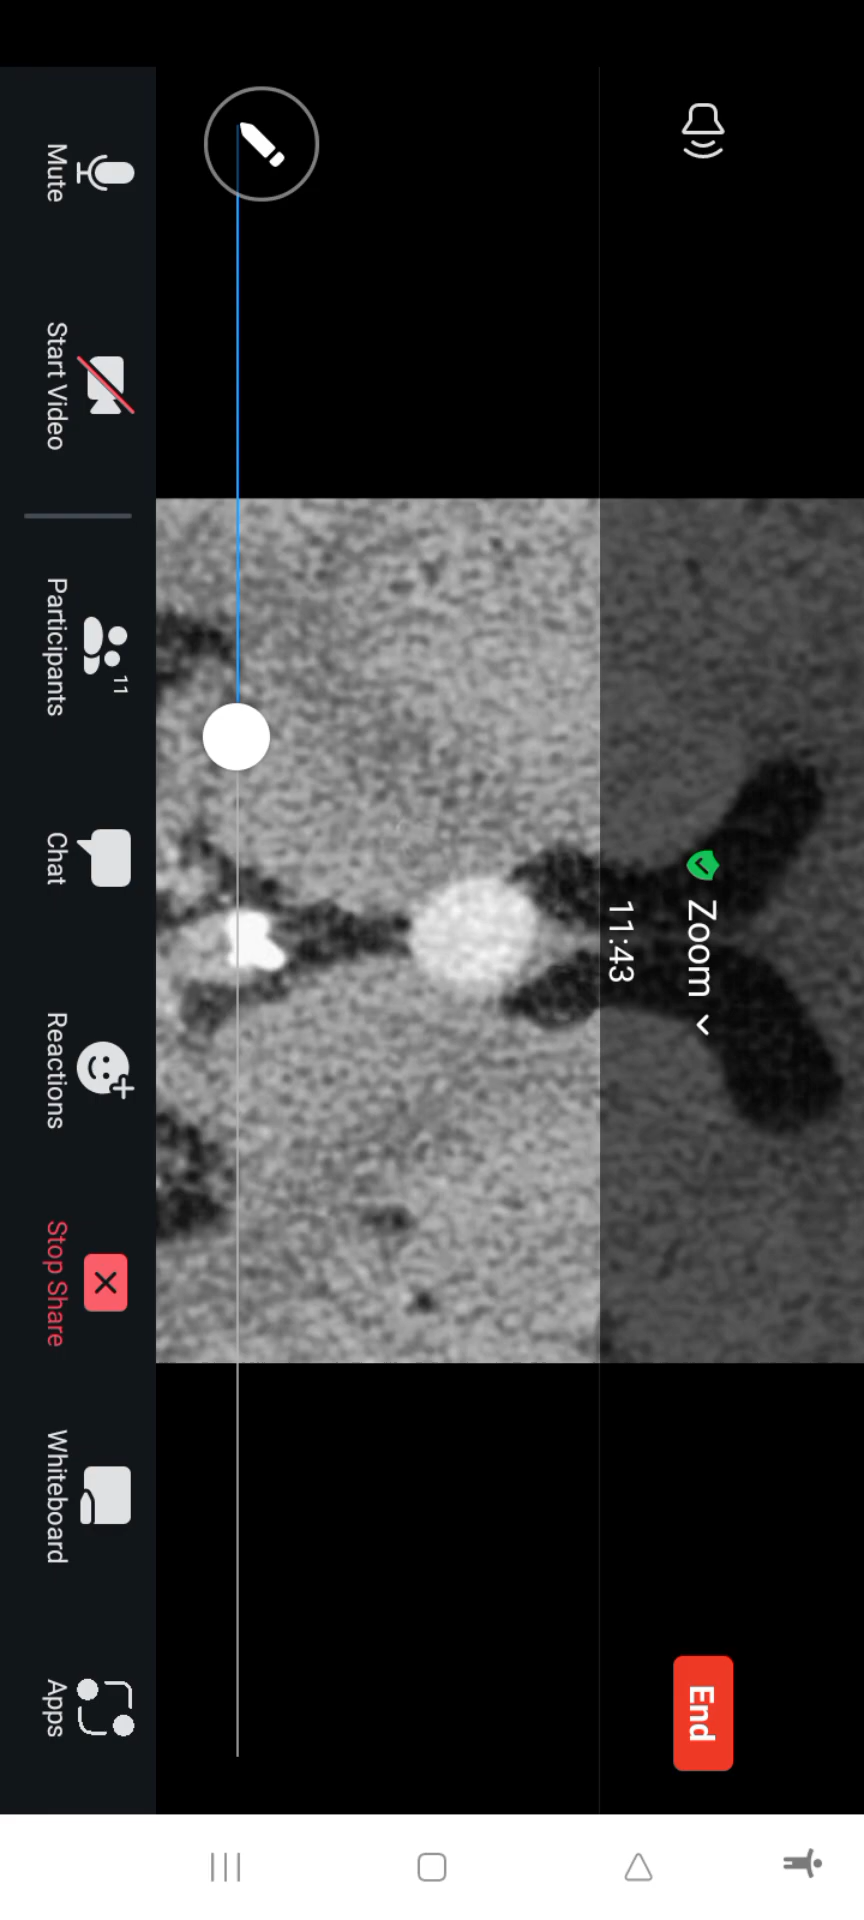 Zoom
11:43
End
Mute
Start Video
Participants
11
Chat
Reactions
Stop Share
Whiteboard
Apps